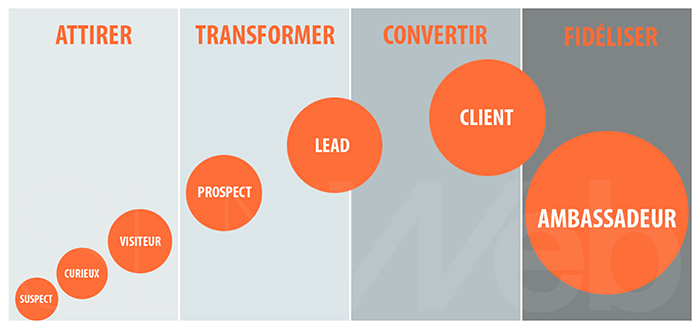 ATTIRER
TRANSFORMER
CONVERTIR
FIDÉLISER
SUSPECT
CURIEUX
VISITEUR
PROSPECT
LEAD
CLIENT
AMBASSADEUR